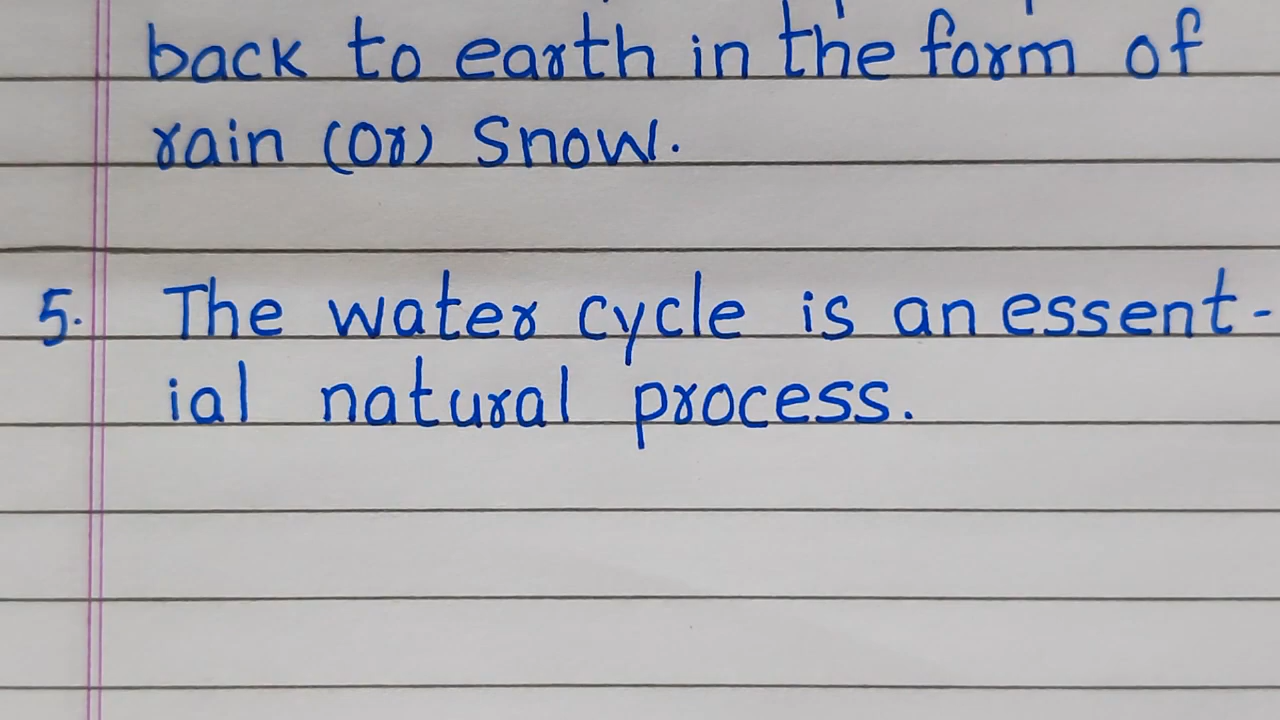 back to earth in the form of
rain (Or) Snow.
5. The water cycle is an essent-
ial natural process.